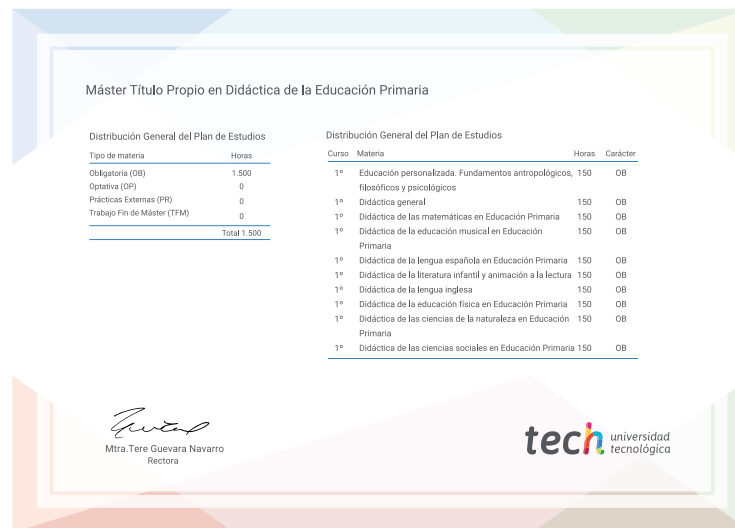 Máster Título Propio en Didáctica de la Educación Primaria
Distribución General del Plan de Estudios
Tipo de materia Horas
Obligatoria (OB) 1.500
Optativa (OP) 0
Prácticas Externas (PR) 0
Trabajo Fin de Máster (TFM) 0
Total 1.500
Distribución General del Plan de Estudios
Curso Materia Horas Carácter
1º Educación personalizada. Fundamentos antropológicos, 150 OB
filosóficos y psicológicos
1º Didáctica general 150 OB
1º Didáctica de las matemáticas en Educación Primaria 150 OB
1º Didáctica de la educación musical en Educación 150 OB
Primaria
1º Didáctica de la lengua española en Educación Primaria 150 OB
1º Didáctica de la literatura infantil y animación a la lectura 150 OB
1º Didáctica de la lengua inglesa 150 OB
1º Didáctica de la educación física en Educación Primaria 150 OB
1º Didáctica de las ciencias de la naturaleza en Educación 150 OB
Primaria
1º Didáctica de las ciencias sociales en Educación Primaria 150 OB
Mtra.Tere Guevara Navarro
Rectora
tech universidad
tecnológica